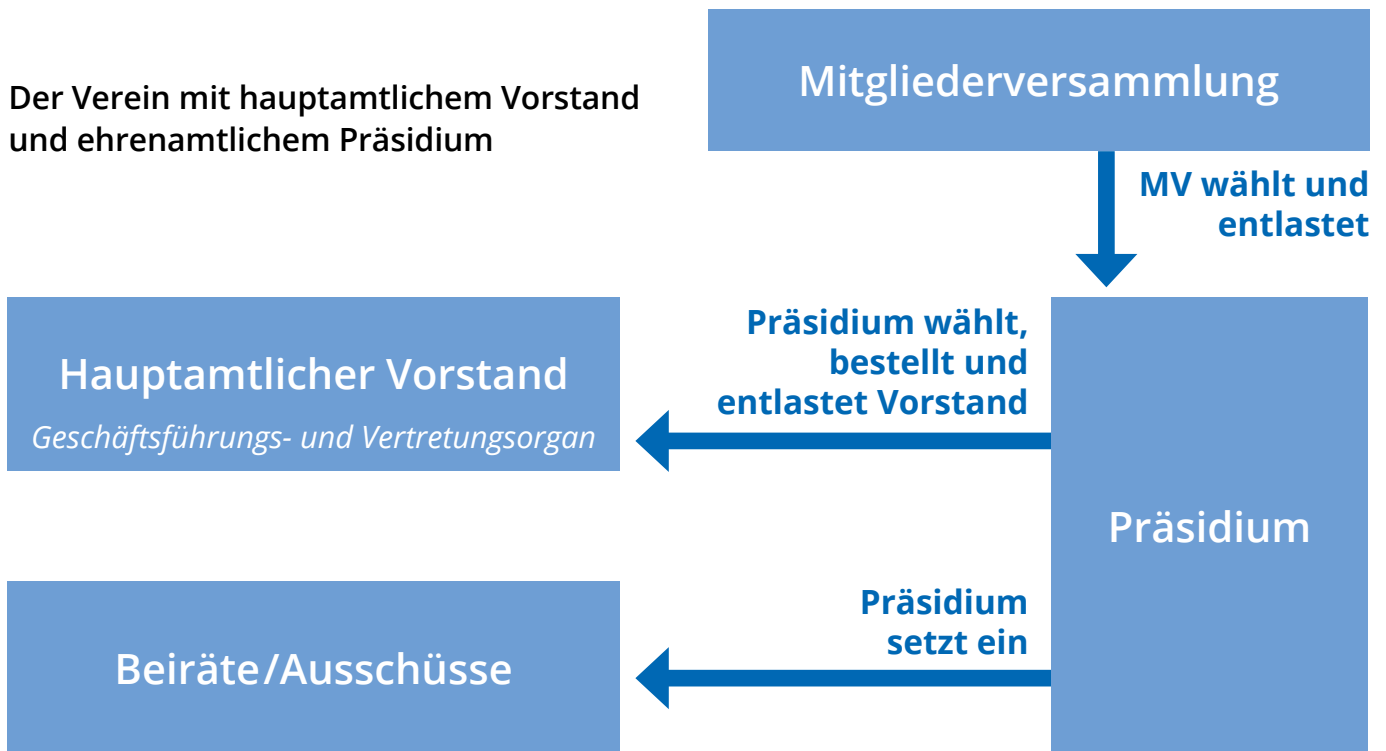 Der Verein mit hauptamtlichem Vorstand
und ehrenamtlichem Präsidium
Mitgliederversammlung
MV wählt und
entlastet
Präsidium wählt,
bestellt und
entlastet Vorstand
Hauptamtlicher Vorstand
Geschäftsführungs- und Vertretungsorgan
Präsidium
Präsidium
setzt ein
Beiräte/Ausschüsse